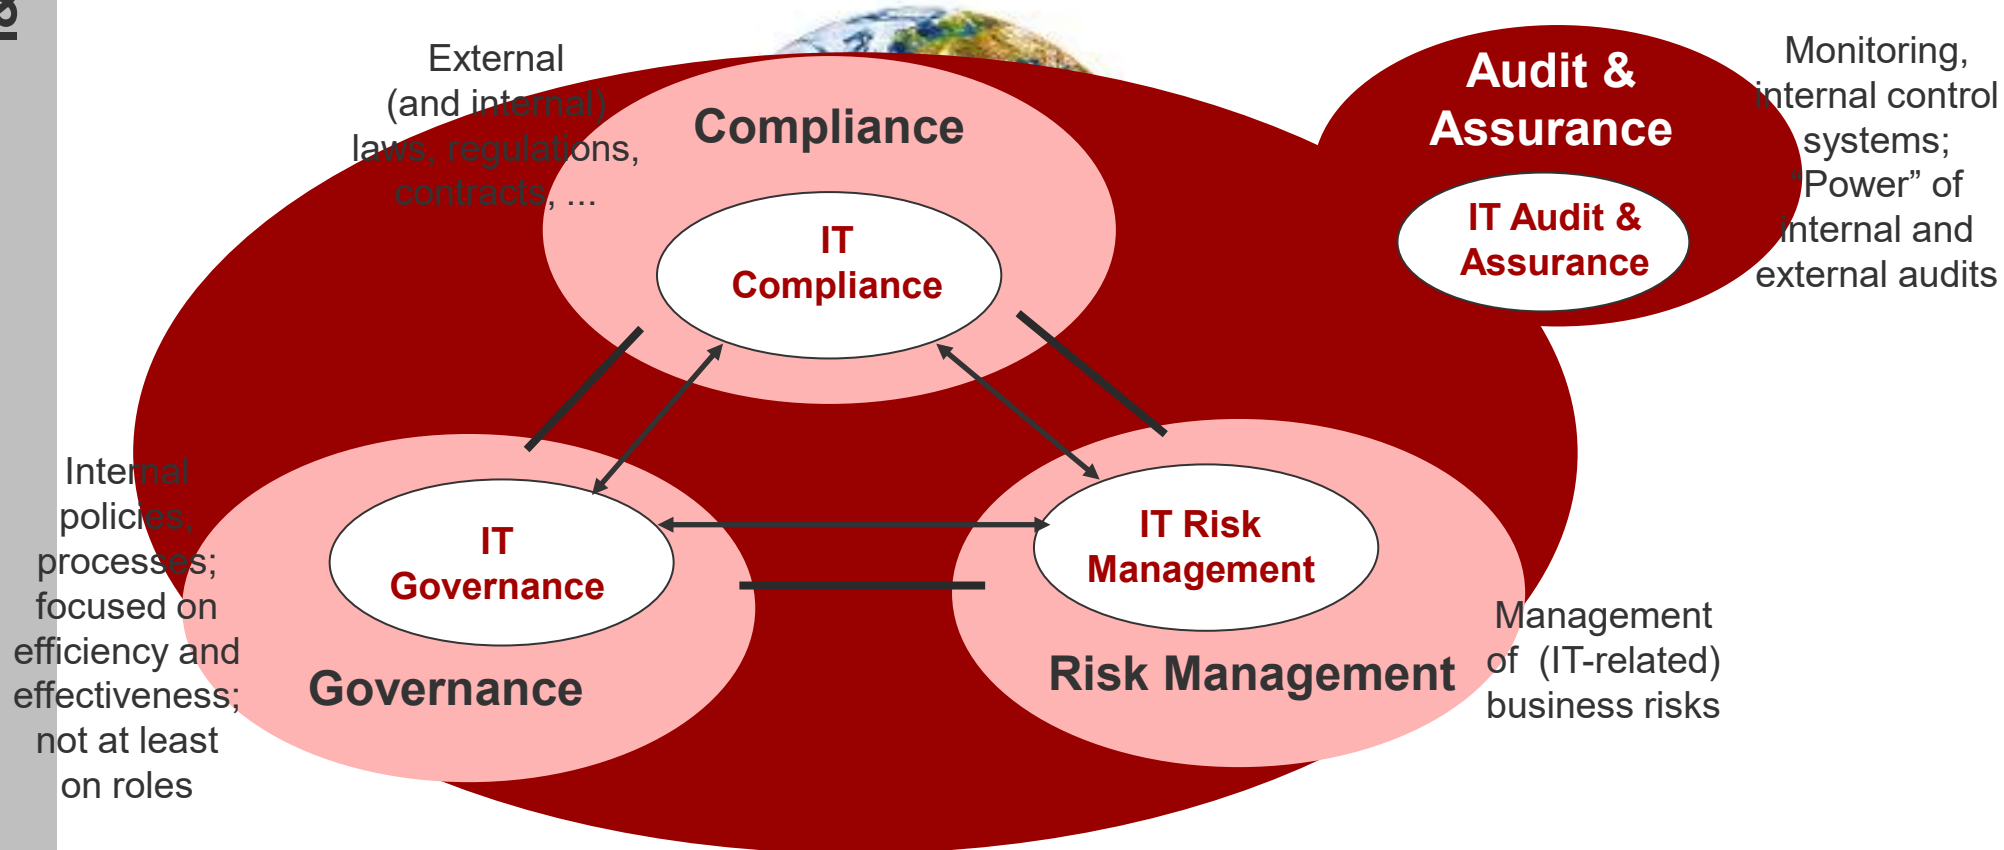 External
(and internal)
laws, regulations,
contracts, ...
Compliance
IT
Compliance
Audit &
Assurance
IT Audit &
Assurance
Monitoring,
internal control
systems;
“Power” of
internal and
external audits
Internal
policies,
processes;
focused on
efficiency and
effectiveness;
not at least
on roles
IT
Governance
Governance
IT Risk
Management
Risk Management
Management
of (IT-related)
business risks